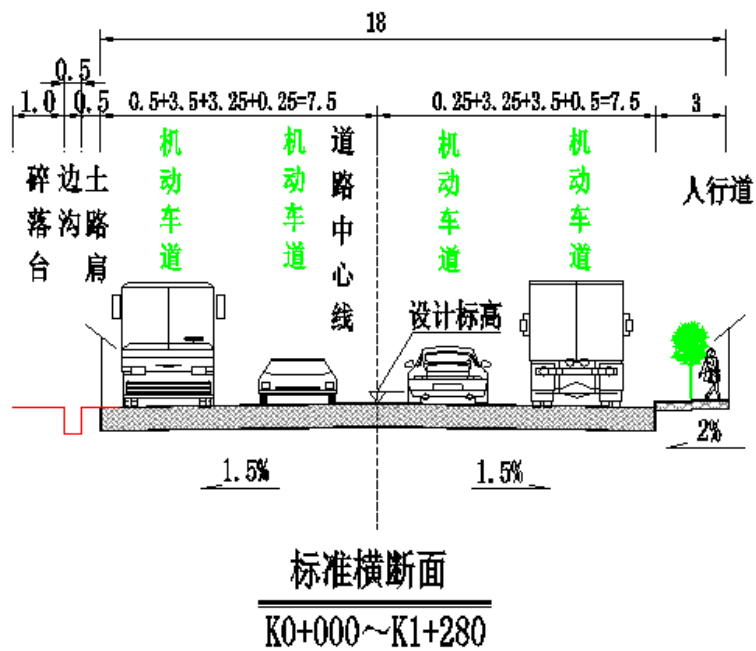 18
0.5
1.0
0.5
0.5+3.5+3.25+0.25=7.5
0.25+3.25+3.5+0.5=7.5
3
碎落台
边沟
土路肩
机动车道
机动车道
道路中心线
机动车道
机动车道
人行道
设计标高
2%
1.5%
1.5%
标准横断面
K0+000～K1+280